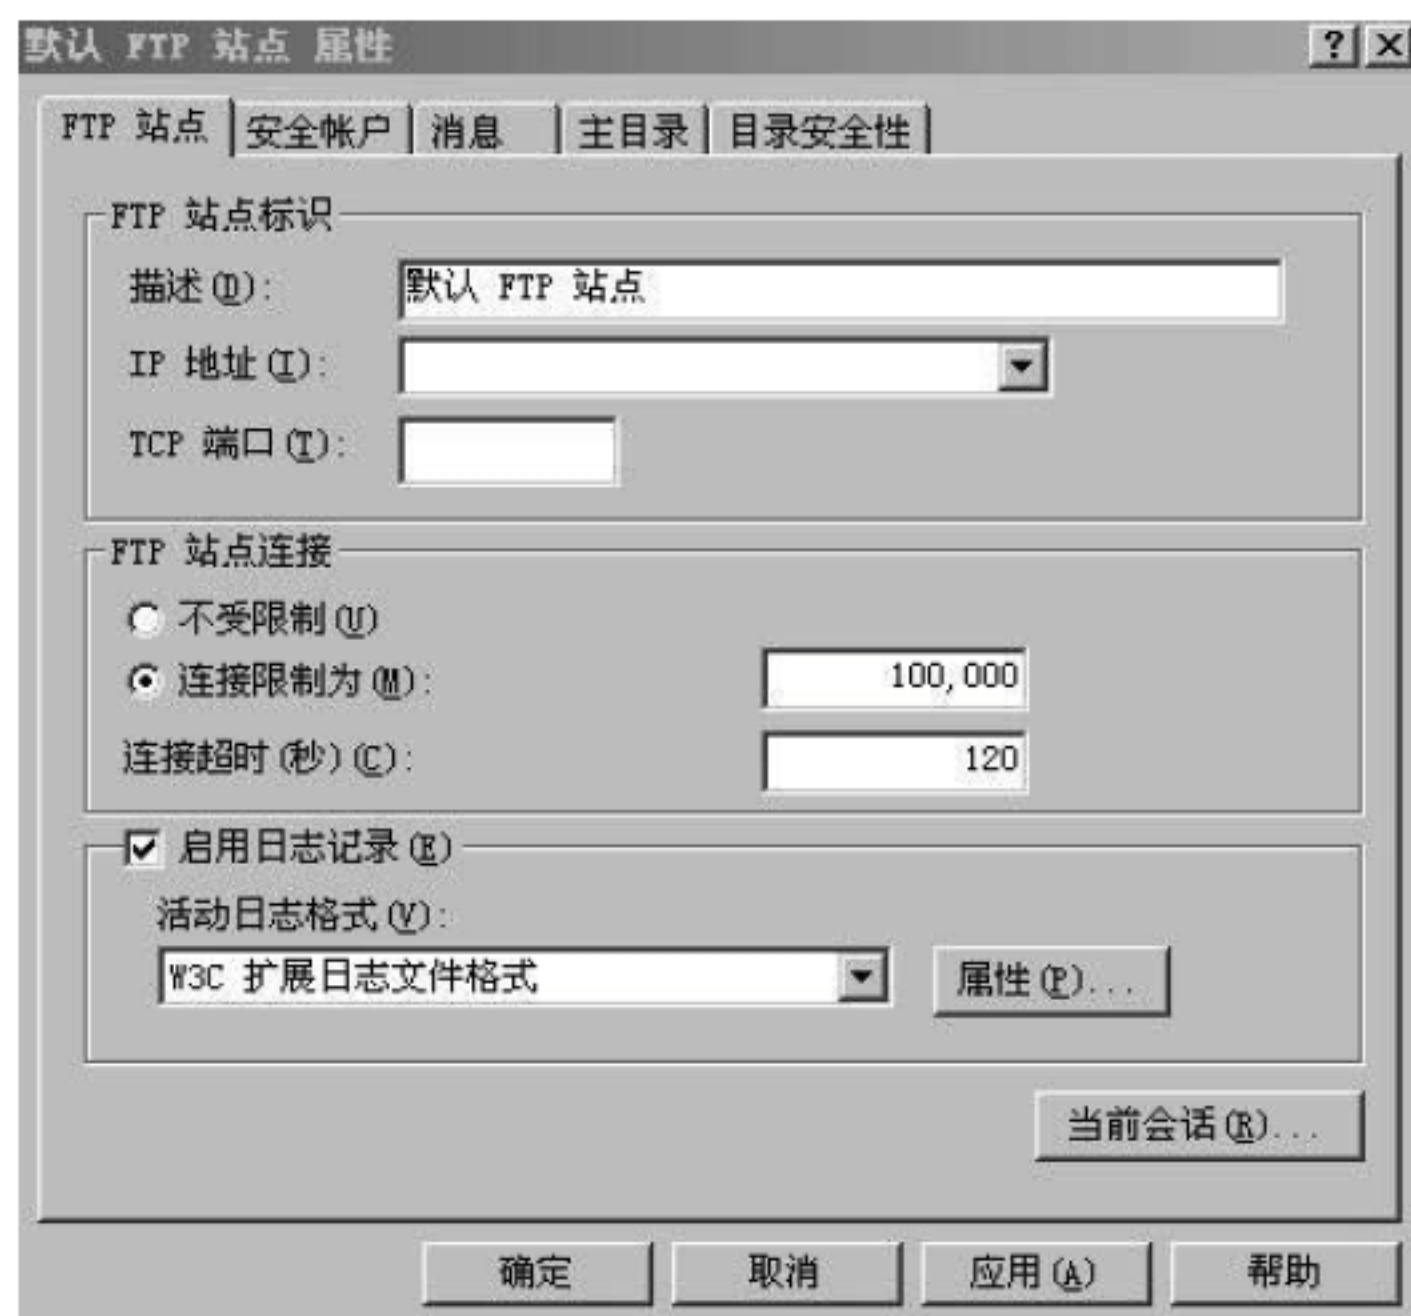 默认 FTP 站点 属性
FTP 站点 安全帐户 消息 主目录 目录安全性
FTP 站点标识
描述(D): 默认 FTP 站点
IP 地址(I):
TCP 端口(T):
FTP 站点连接
不受限制(U)
连接限制为(M): 100,000
连接超时(秒)(C): 120
启用日志记录(E)
活动日志格式(V):
W3C 扩展日志文件格式 属性(P)...
当前会话(R)...
确定 取消 应用(A) 帮助